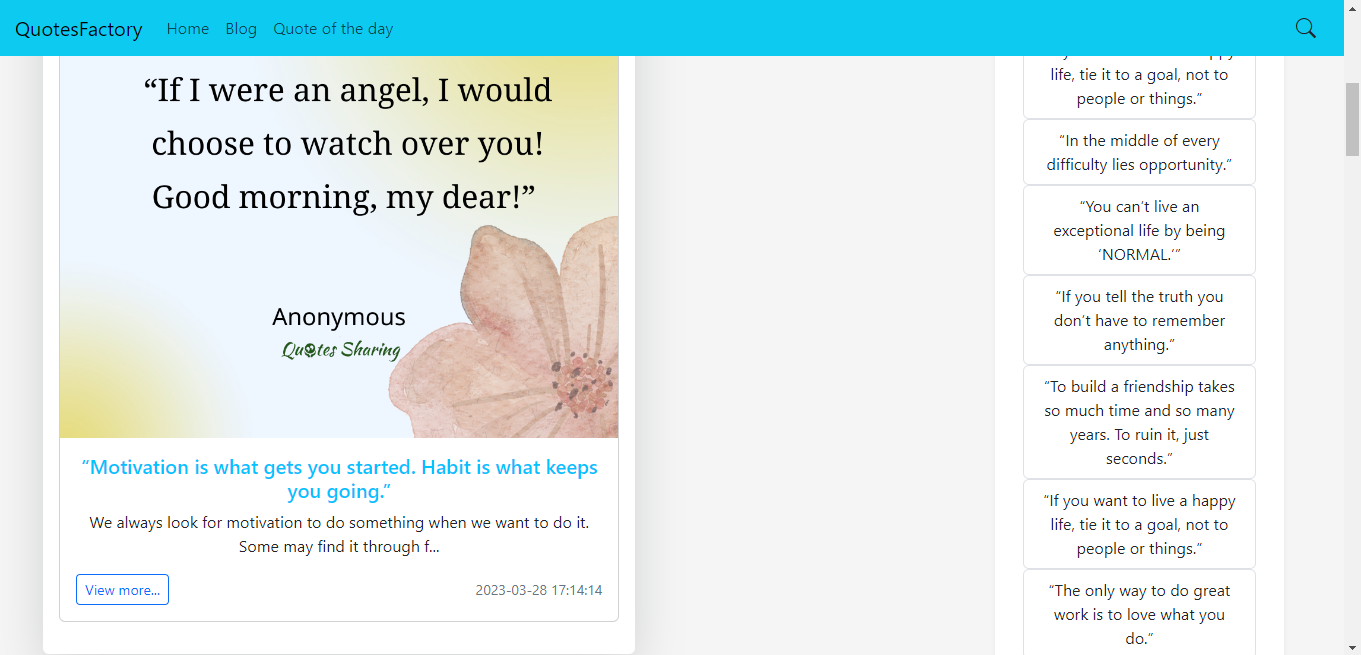 QuotesFactory Home Blog Quote of the day
“If I were an angel, I would
choose to watch over you!
Good morning, my dear!”
Anonymous
Quotes Sharing
“Motivation is what gets you started. Habit is what keeps
you going.”
We always look for motivation to do something when we want to do it.
Some may find it through f...
View more... 2023-03-28 17:14:14
life, tie it to a goal, not to
people or things.”
“In the middle of every
difficulty lies opportunity.”
“You can’t live an
exceptional life by being
‘NORMAL.’”
“If you tell the truth you
don’t have to remember
anything.”
“To build a friendship takes
so much time and so many
years. To ruin it, just
seconds.”
“If you want to live a happy
life, tie it to a goal, not to
people or things.”
“The only way to do great
work is to love what you
do.”